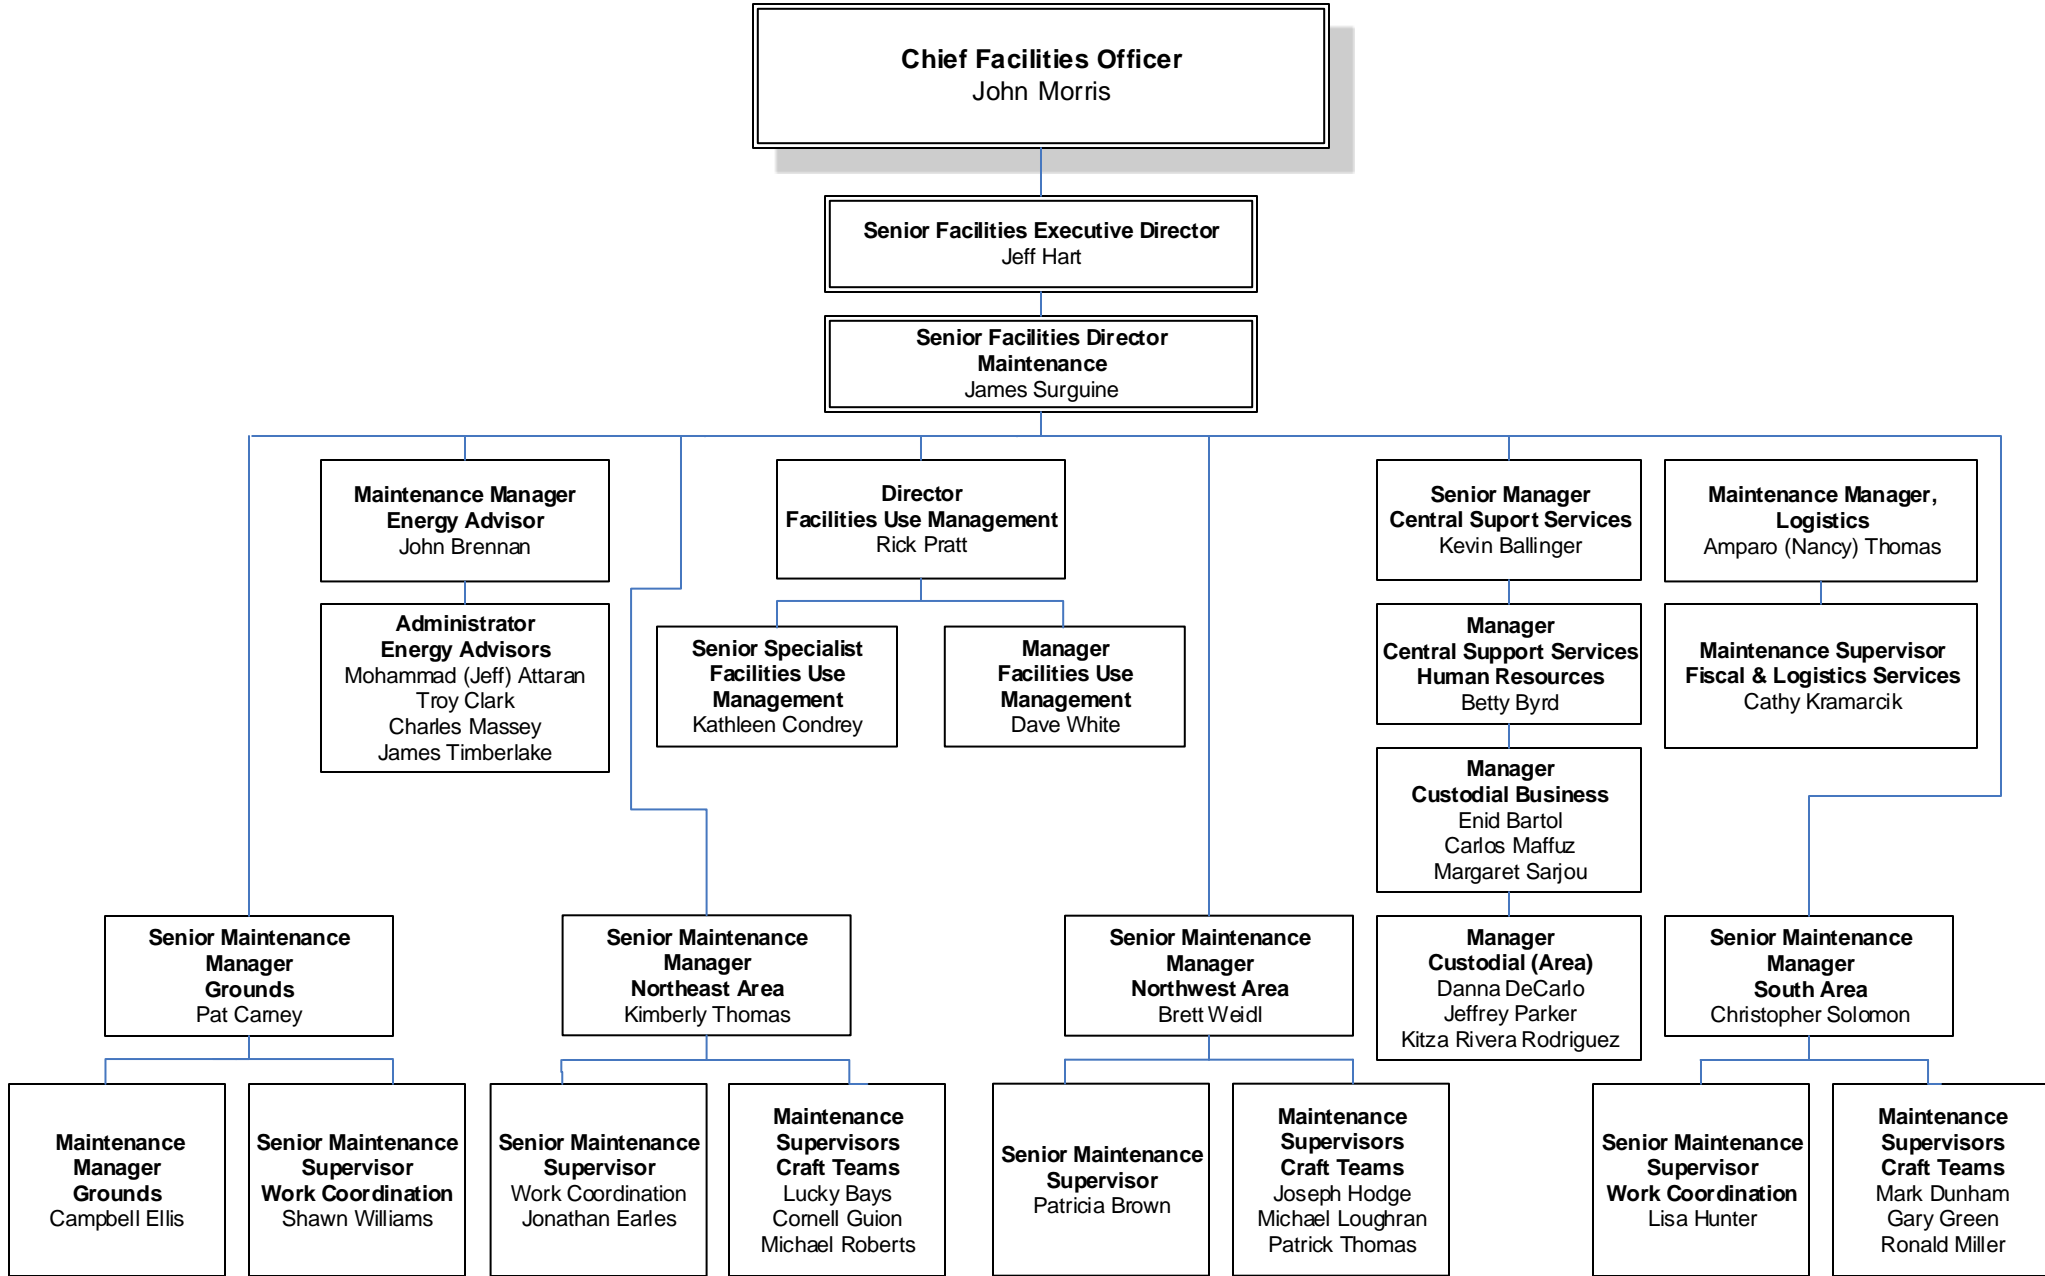 Chief Facilities Officer
John Morris
Senior Facilities Executive Director
Jeff Hart
Senior Facilities Director
Maintenance
James Surguine
Maintenance Manager
Energy Advisor
John Brennan
Director
Facilities Use Management
Rick Pratt
Senior Manager
Central Suport Services
Kevin Ballinger
Maintenance Manager,
Logistics
Amparo (Nancy) Thomas
Administrator
Energy Advisors
Mohammad (Jeff) Attaran
Troy Clark
Charles Massey
James Timberlake
Senior Specialist
Facilities Use
Management
Kathleen Condrey
Manager
Facilities Use
Management
Dave White
Manager
Central Support Services
Human Resources
Betty Byrd
Maintenance Supervisor
Fiscal & Logistics Services
Cathy Kramarcik
Manager
Custodial Business
Enid Bartol
Carlos Maffuz
Margaret Sarjou
Senior Maintenance
Manager
Grounds
Pat Carney
Senior Maintenance
Manager
Northeast Area
Kimberly Thomas
Senior Maintenance
Manager
Northwest Area
Brett Weidl
Manager
Custodial (Area)
Danna DeCarlo
Jeffrey Parker
Kitza Rivera Rodriguez
Senior Maintenance
Manager
South Area
Christopher Solomon
Maintenance
Manager
Grounds
Campbell Ellis
Senior Maintenance
Supervisor
Work Coordination
Shawn Williams
Senior Maintenance
Supervisor
Work Coordination
Jonathan Earles
Maintenance
Supervisors
Craft Teams
Lucky Bays
Cornell Guion
Michael Roberts
Senior Maintenance
Supervisor
Patricia Brown
Maintenance
Supervisors
Craft Teams
Joseph Hodge
Michael Loughran
Patrick Thomas
Senior Maintenance
Supervisor
Work Coordination
Lisa Hunter
Maintenance
Supervisors
Craft Teams
Mark Dunham
Gary Green
Ronald Miller